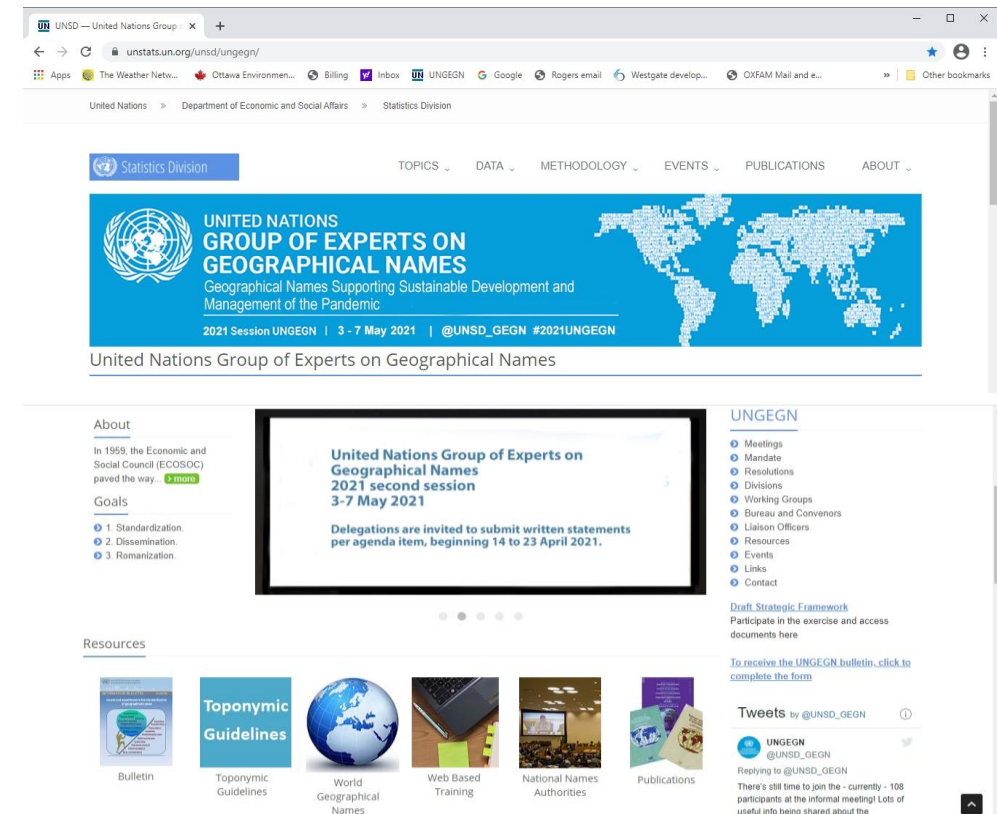 UN UNSD — United Nations Group
unstats.un.org/unsd/ungegn/
Apps The Weather Netw... Ottawa Environmen... Billing Inbox UN UNGEGN Google Rogers email Westgate develop... OXFAM Mail and e... » Other bookmarks
United Nations » Department of Economic and Social Affairs » Statistics Division
Statistics Division
TOPICS DATA METHODOLOGY EVENTS PUBLICATIONS ABOUT
UNITED NATIONS
GROUP OF EXPERTS ON
GEOGRAPHICAL NAMES
Geographical Names Supporting Sustainable Development and
Management of the Pandemic
2021 Session UNGEGN | 3 - 7 May 2021 | @UNSD_GEGN #2021UNGEGN
United Nations Group of Experts on Geographical Names
About
In 1959, the Economic and
Social Council (ECOSOC)
paved the way... more
Goals
1. Standardization.
2. Dissemination.
3. Romanization.
United Nations Group of Experts on
Geographical Names
2021 second session
3-7 May 2021
Delegations are invited to submit written statements
per agenda item, beginning 14 to 23 April 2021.
UNGEGN
Meetings
Mandate
Resolutions
Divisions
Working Groups
Bureau and Convenors
Liaison Officers
Resources
Events
Links
Contact
Draft Strategic Framework
Participate in the exercise and access
documents here
To receive the UNGEGN bulletin, click to
complete the form
Resources
Toponymic
Guidelines
Bulletin
Toponymic
Guidelines
World
Geographical
Names
Web Based
Training
National Names
Authorities
Publications
Tweets by @UNSD_GEGN
UNGEGN
@UNSD_GEGN
Replying to @UNSD_GEGN
There's still time to join the - currently - 108
participants at the informal meeting! Lots of
useful info being shared about the